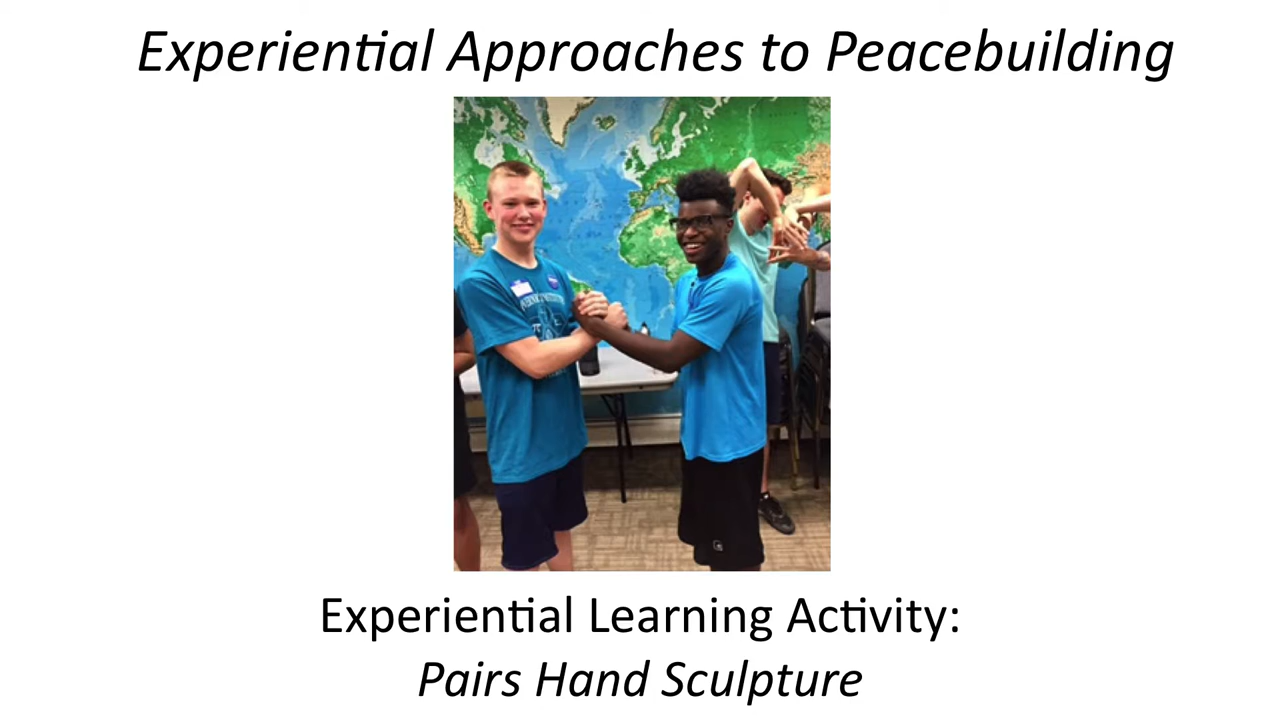 Experiential Approaches to Peacebuilding
Experiential Learning Activity:
Pairs Hand Sculpture